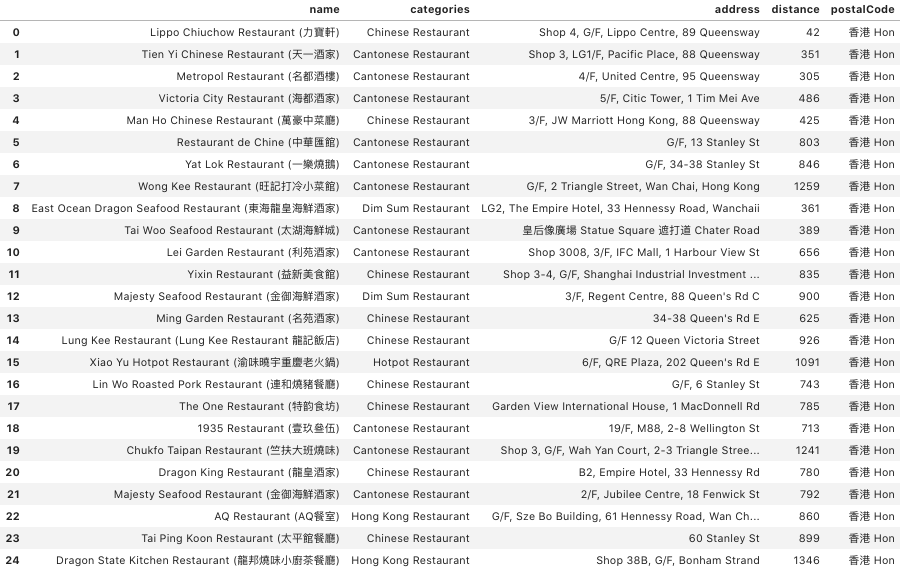 name categories address distance postalCode
0 Lippo Chiuchow Restaurant (力寶軒) Chinese Restaurant Shop 4, G/F, Lippo Centre, 89 Queensway 42 香港 Hon
1 Tien Yi Chinese Restaurant (天一酒家) Cantonese Restaurant Shop 3, LG1/F, Pacific Place, 88 Queensway 351 香港 Hon
2 Metropol Restaurant (名都酒樓) Cantonese Restaurant 4/F, United Centre, 95 Queensway 305 香港 Hon
3 Victoria City Restaurant (海都酒家) Cantonese Restaurant 5/F, Citic Tower, 1 Tim Mei Ave 486 香港 Hon
4 Man Ho Chinese Restaurant (萬豪中菜廳) Chinese Restaurant 3/F, JW Marriott Hong Kong, 88 Queensway 425 香港 Hon
5 Restaurant de Chine (中華匯館) Cantonese Restaurant G/F, 13 Stanley St 803 香港 Hon
6 Yat Lok Restaurant (一樂燒鵝) Cantonese Restaurant G/F, 34-38 Stanley St 846 香港 Hon
7 Wong Kee Restaurant (旺記打冷小菜館) Cantonese Restaurant G/F, 2 Triangle Street, Wan Chai, Hong Kong 1259 香港 Hon
8 East Ocean Dragon Seafood Restaurant (東海龍皇海鮮酒家) Dim Sum Restaurant LG2, The Empire Hotel, 33 Hennessy Road, Wanchaii 361 香港 Hon
9 Tai Woo Seafood Restaurant (太湖海鮮城) Cantonese Restaurant 皇后像廣場 Statue Square 遮打道 Chater Road 389 香港 Hon
10 Lei Garden Restaurant (利苑酒家) Cantonese Restaurant Shop 3008, 3/F, IFC Mall, 1 Harbour View St 656 香港 Hon
11 Yixin Restaurant (益新美食館) Chinese Restaurant Shop 3-4, G/F, Shanghai Industrial Investment ... 835 香港 Hon
12 Majesty Seafood Restaurant (金御海鮮酒家) Dim Sum Restaurant 3/F, Regent Centre, 88 Queen's Rd C 900 香港 Hon
13 Ming Garden Restaurant (名苑酒家) Chinese Restaurant 34-38 Queen's Rd E 625 香港 Hon
14 Lung Kee Restaurant (Lung Kee Restaurant 龍記飯店) Chinese Restaurant G/F 12 Queen Victoria Street 926 香港 Hon
15 Xiao Yu Hotpot Restaurant (渝味曉宇重慶老火鍋) Hotpot Restaurant 6/F, QRE Plaza, 202 Queen's Rd E 1091 香港 Hon
16 Lin Wo Roasted Pork Restaurant (連和燒豬餐廳) Chinese Restaurant G/F, 6 Stanley St 743 香港 Hon
17 The One Restaurant (特韵食坊) Chinese Restaurant Garden View International House, 1 MacDonnell Rd 785 香港 Hon
18 1935 Restaurant (壹玖叁伍) Cantonese Restaurant 19/F, M88, 2-8 Wellington St 713 香港 Hon
19 Chukfo Taipan Restaurant (竺扶大班燒味) Cantonese Restaurant Shop 3, G/F, Wah Yan Court, 2-3 Triangle Stree... 1241 香港 Hon
20 Dragon King Restaurant (龍皇酒家) Chinese Restaurant B2, Empire Hotel, 33 Hennessy Rd 780 香港 Hon
21 Majesty Seafood Restaurant (金御海鮮酒家) Cantonese Restaurant 2/F, Jubilee Centre, 18 Fenwick St 792 香港 Hon
22 AQ Restaurant (AQ餐室) Hong Kong Restaurant G/F, Sze Bo Building, 61 Hennessy Road, Wan Ch... 860 香港 Hon
23 Tai Ping Koon Restaurant (太平館餐廳) Chinese Restaurant 60 Stanley St 899 香港 Hon
24 Dragon State Kitchen Restaurant (龍邦燒味小廚茶餐廳) Hong Kong Restaurant Shop 38B, G/F, Bonham Strand 1346 香港 Hon